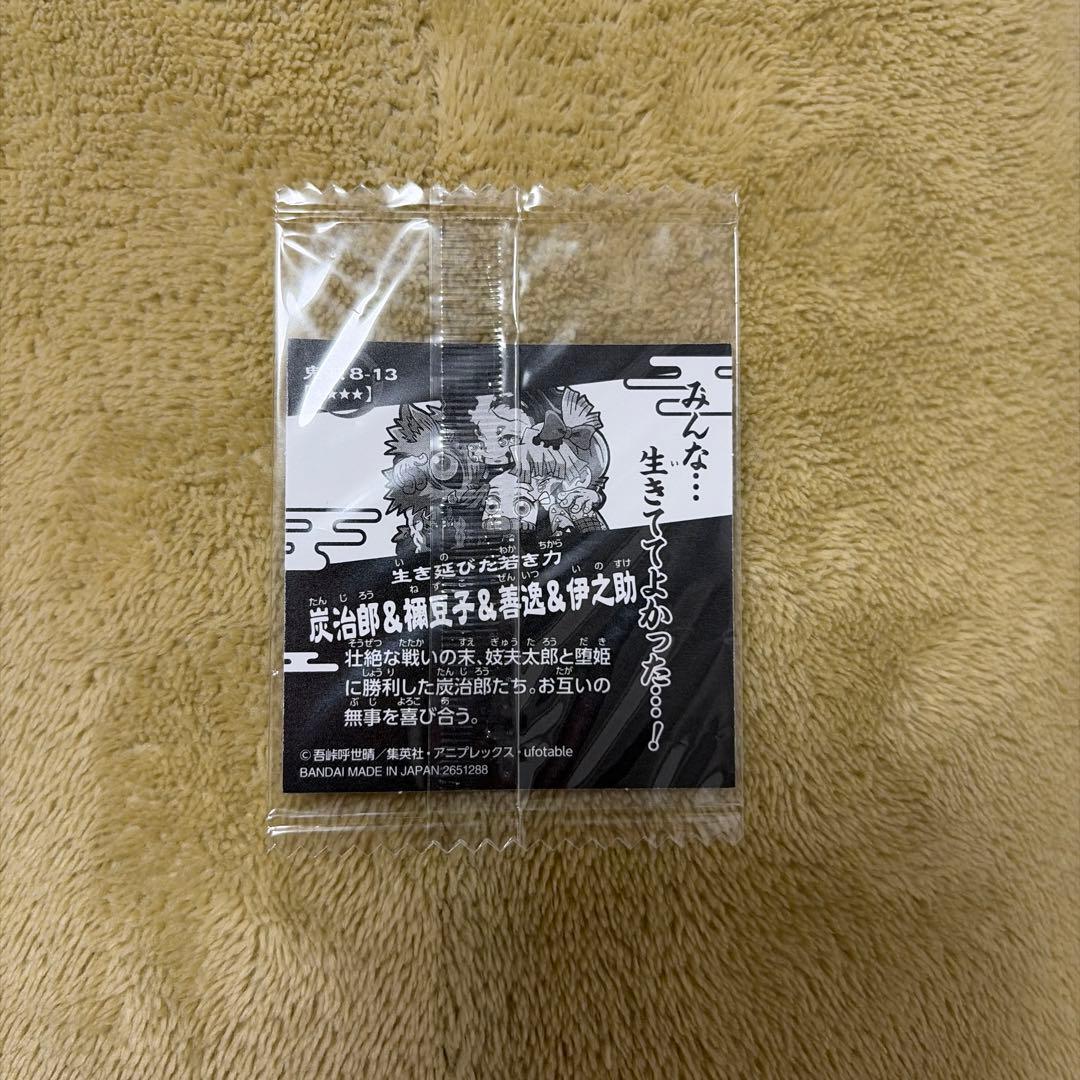 8-13
★★★】
みんな…
生きててよかった…！
生き延びた若き力
炭治郎＆禰豆子＆善逸＆伊之助
壮絶な戦いの末、妓夫太郎と堕姫
に勝利した炭治郎たち。お互いの
無事を喜び合う。
©吾峠呼世晴／集英社・アニプレックス・ufotable
BANDAI MADE IN JAPAN 2651288